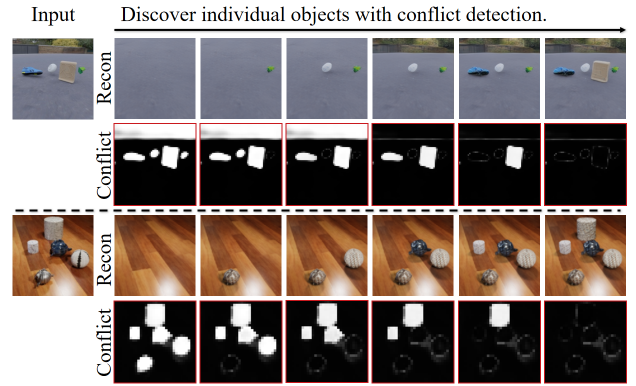 Input
Discover individual objects with conflict detection.
Recon
Conflict
Recon
Conflict